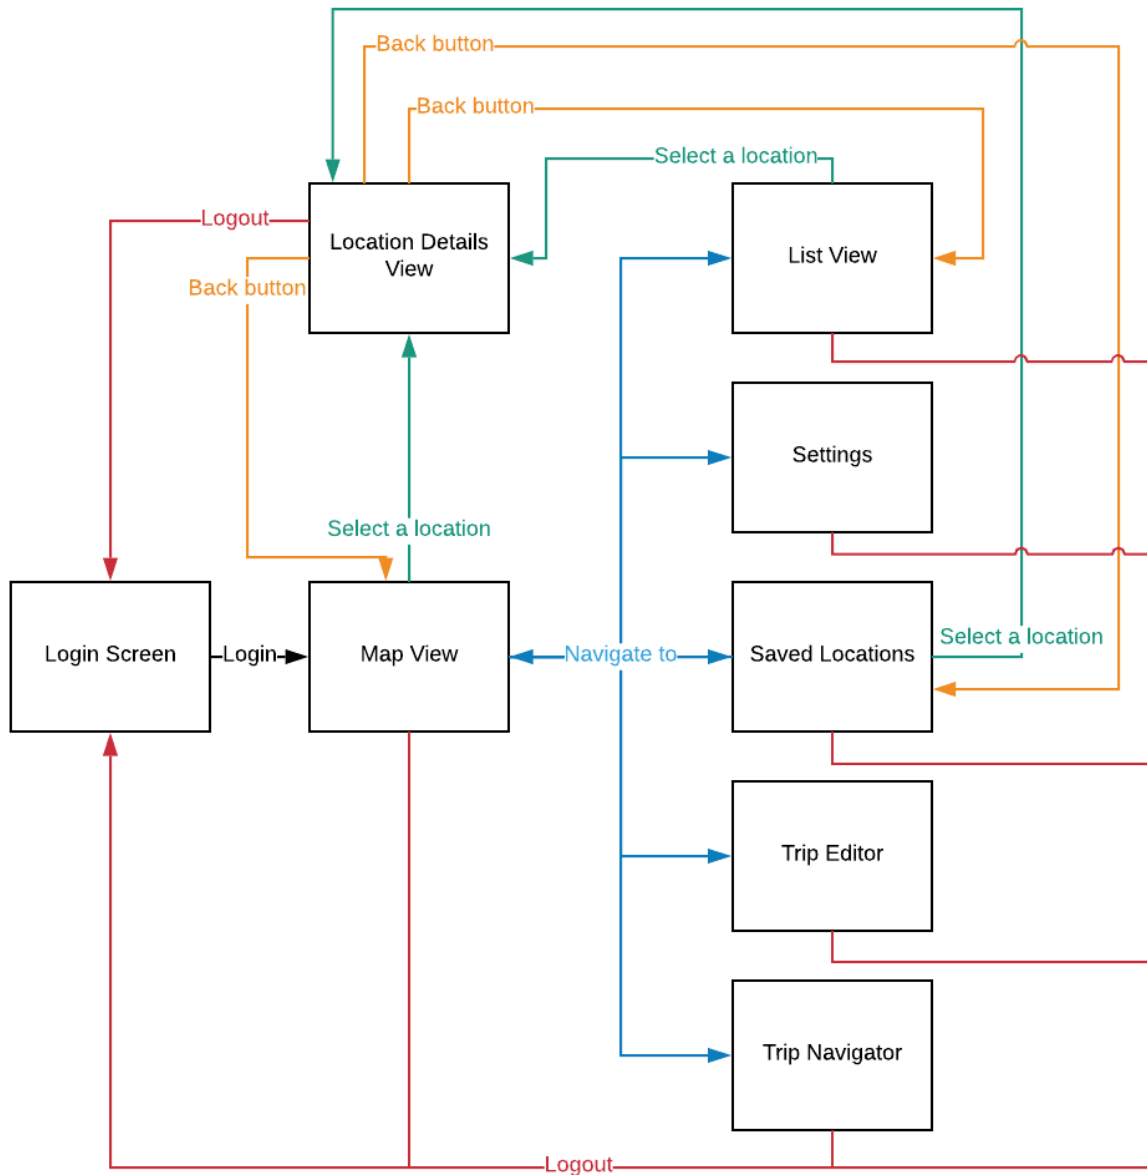 Back button
Back button
Select a location
Logout
Location Details
View
List View
Back button
Settings
Select a location
Login Screen
Login
Map View
Navigate to
Saved Locations
Select a location
Trip Editor
Trip Navigator
Logout